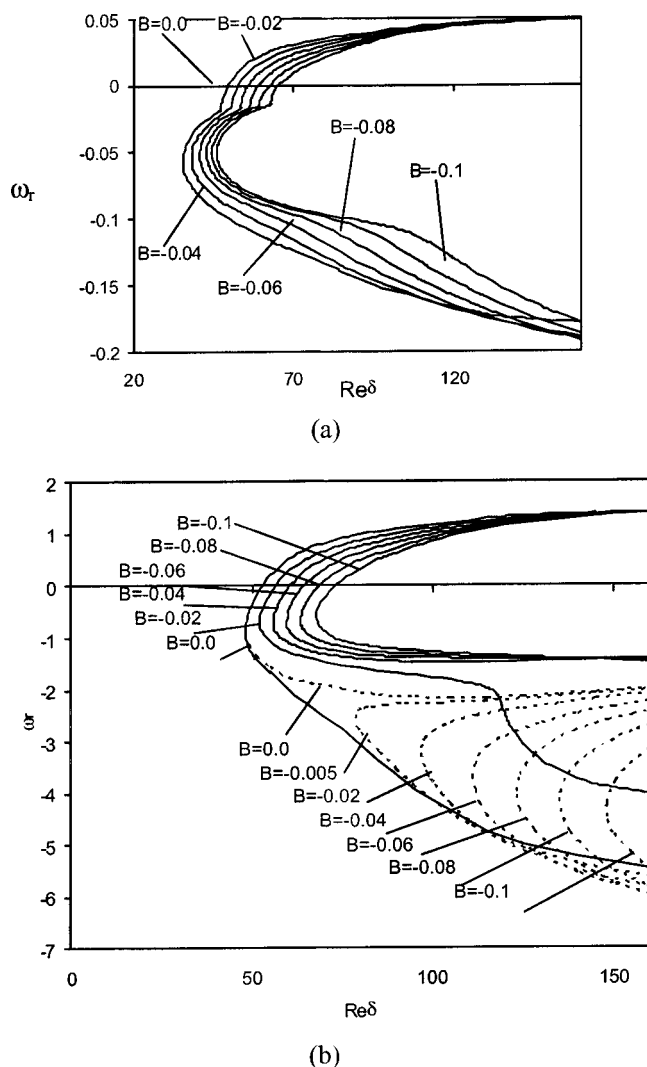 0.05
B=0.0
B=-0.02
0
B=-0.08
-0.05
B=-0.1
ωr
-0.1
B=-0.04
B=-0.06
-0.15
-0.2
20
70
120
Reδ
(a)
2
B=-0.1
1
B=-0.08
B=-0.06
0
B=-0.04
B=-0.02
-1
B=0.0
-2
ωr
B=0.0
-3
B=-0.005
B=-0.02
-4
B=-0.04
B=-0.06
-5
B=-0.08
B=-0.1
-6
-7
0
50
100
150
Reδ
(b)